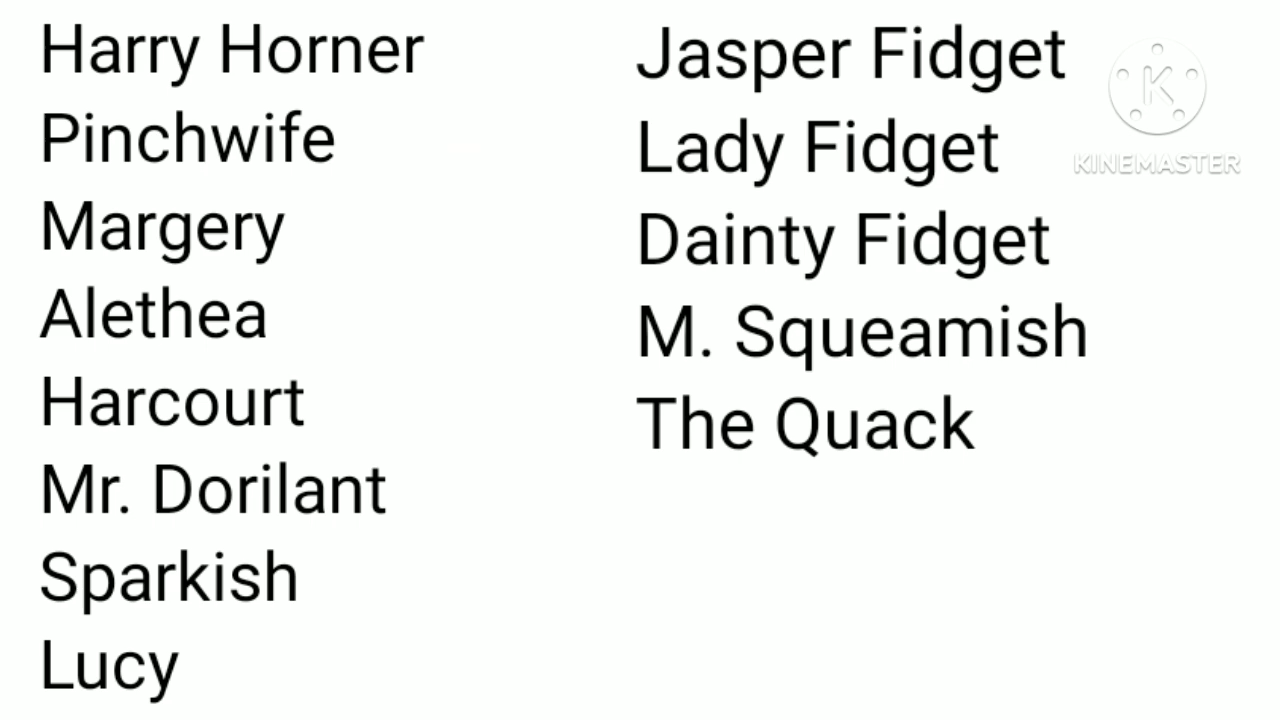 Harry Horner
Pinchwife
Margery
Alethea
Harcourt
Mr. Dorilant
Sparkish
Lucy
Jasper Fidget
Lady Fidget
Dainty Fidget
M. Squeamish
The Quack
K
KINEMASTER